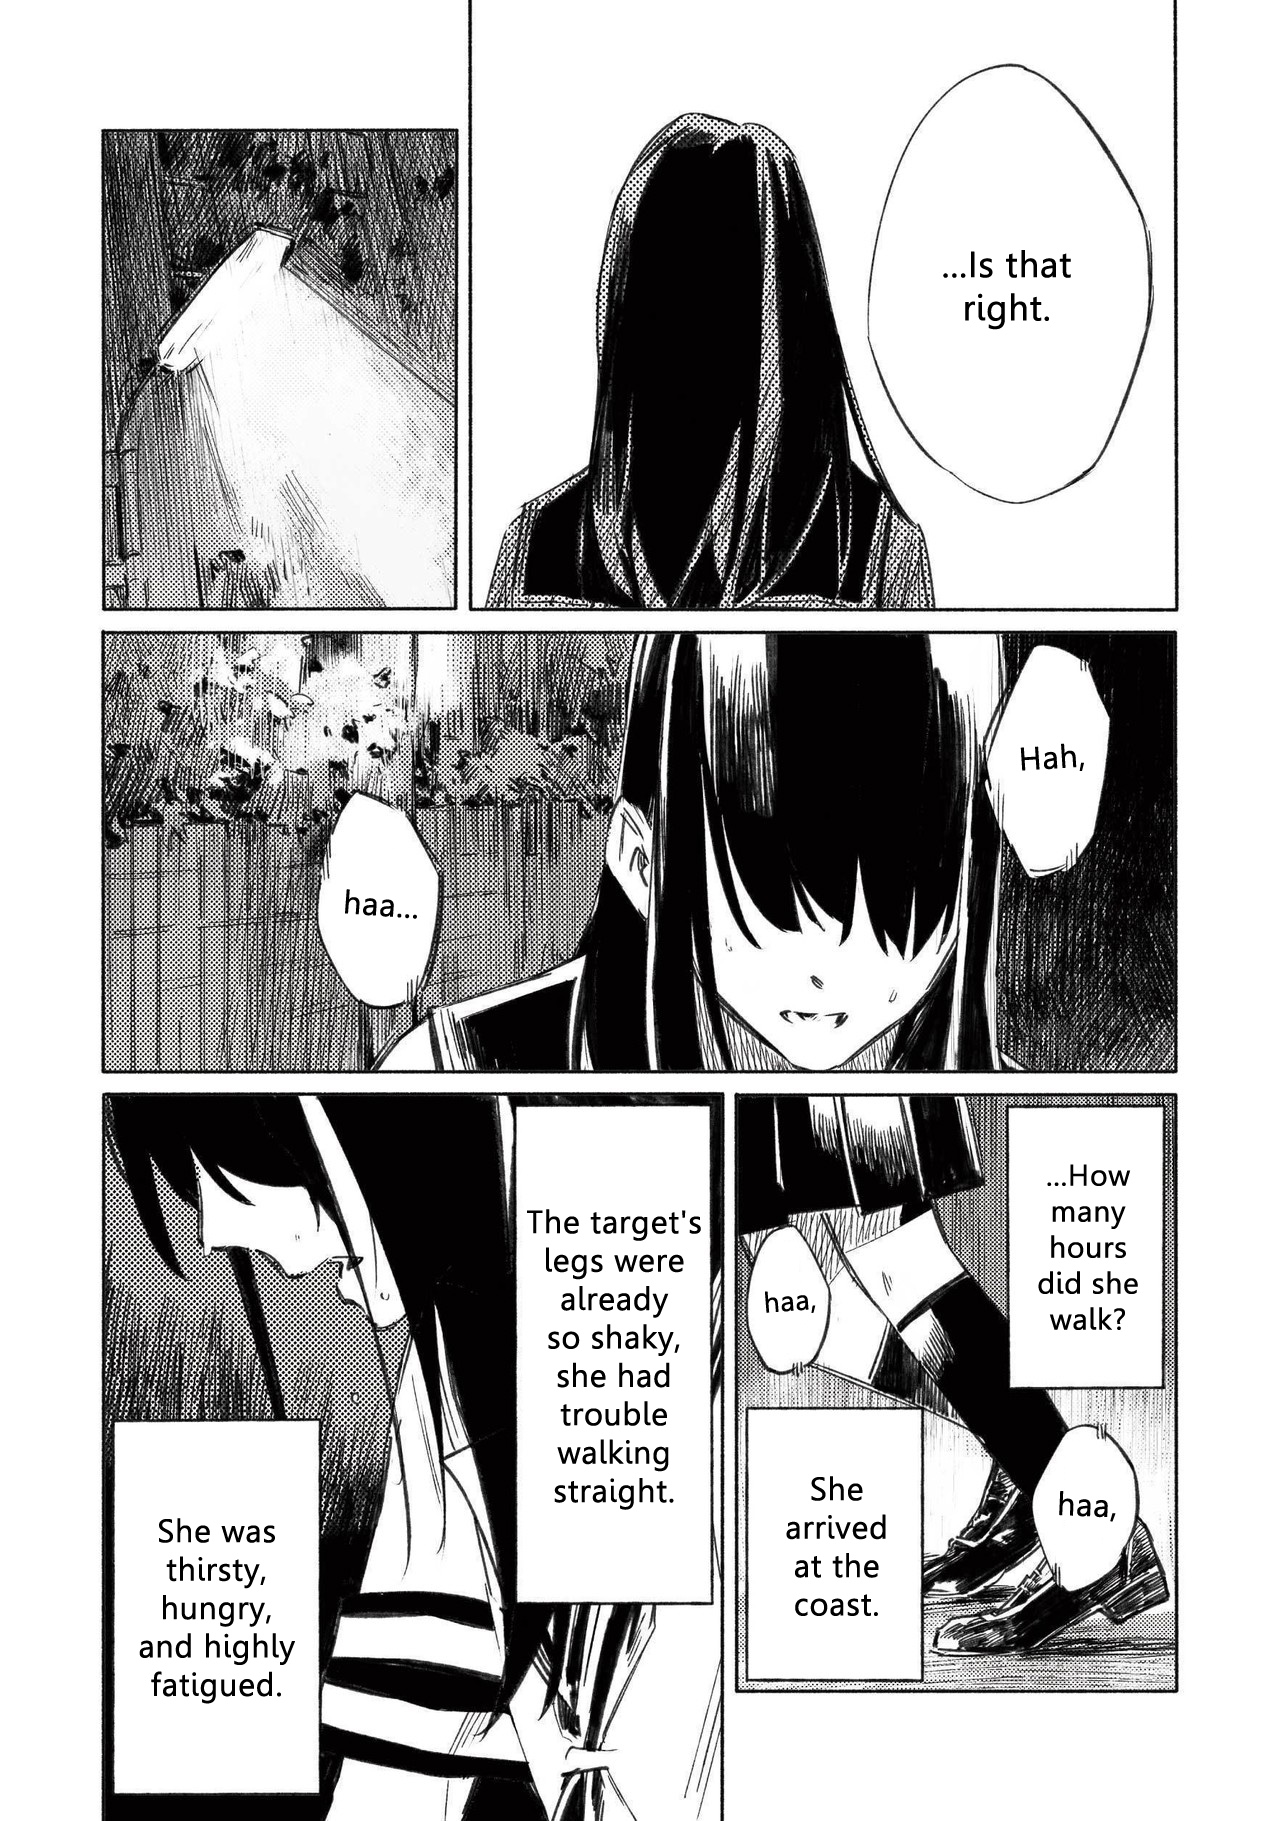 ...Is that
right.
Hah,
haa...
...How
many
hours
did she
walk?
haa,
haa,
She
arrived
at the
coast.
The target's
legs were
already
so shaky,
she had
trouble
walking
straight.
She was
thirsty,
hungry,
and highly
fatigued.